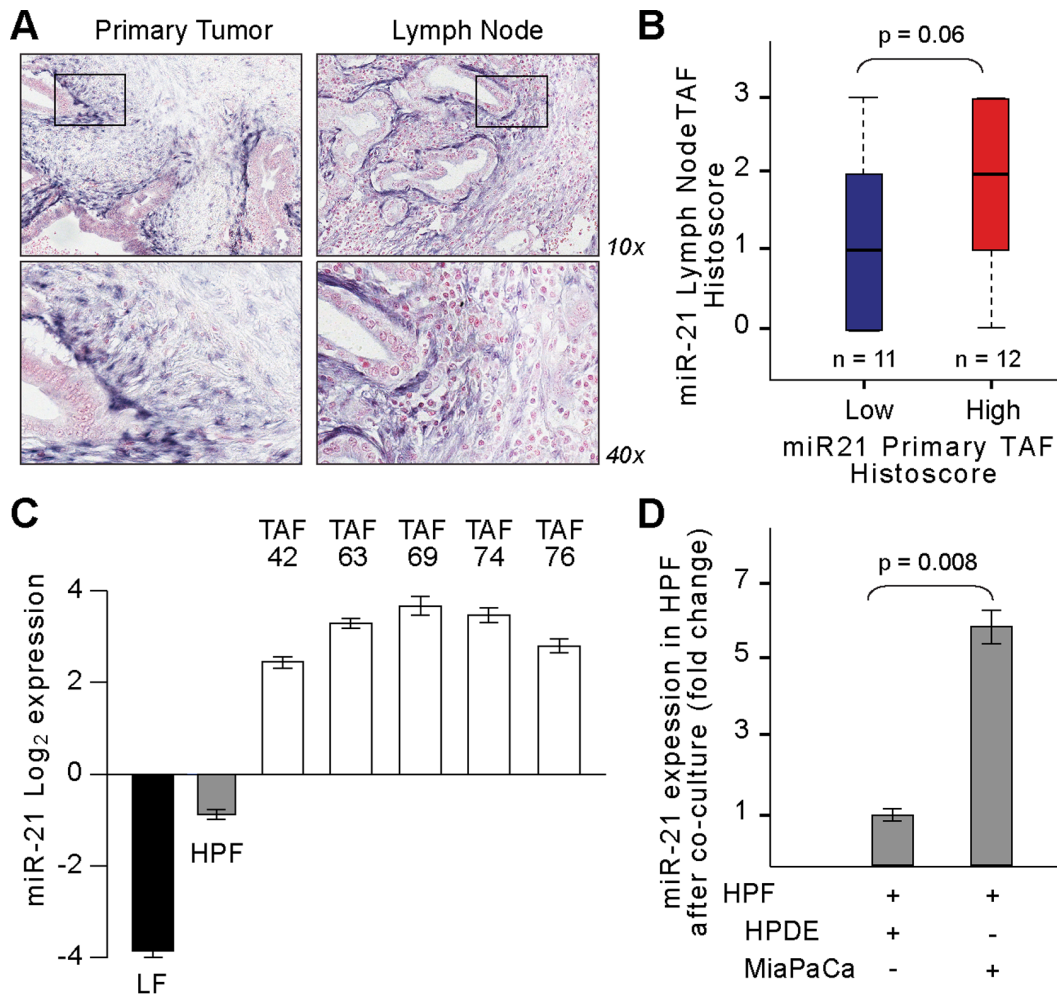 A
Primary Tumor
Lymph Node
10x
40x
B
p = 0.06
miR-21 Lymph NodeTAF
Histoscore
3
2
1
0
n = 11
n = 12
Low
High
miR21 Primary TAF
Histoscore
C
TAF
42
TAF
63
TAF
69
TAF
74
TAF
76
miR-21 Log₂ expression
4
2
0
-2
-4
LF
HPF
D
p = 0.008
miR-21 expession in HPF
after co-culture (fold change)
7
5
3
1
HPF + +
HPDE + -
MiaPaCa - +